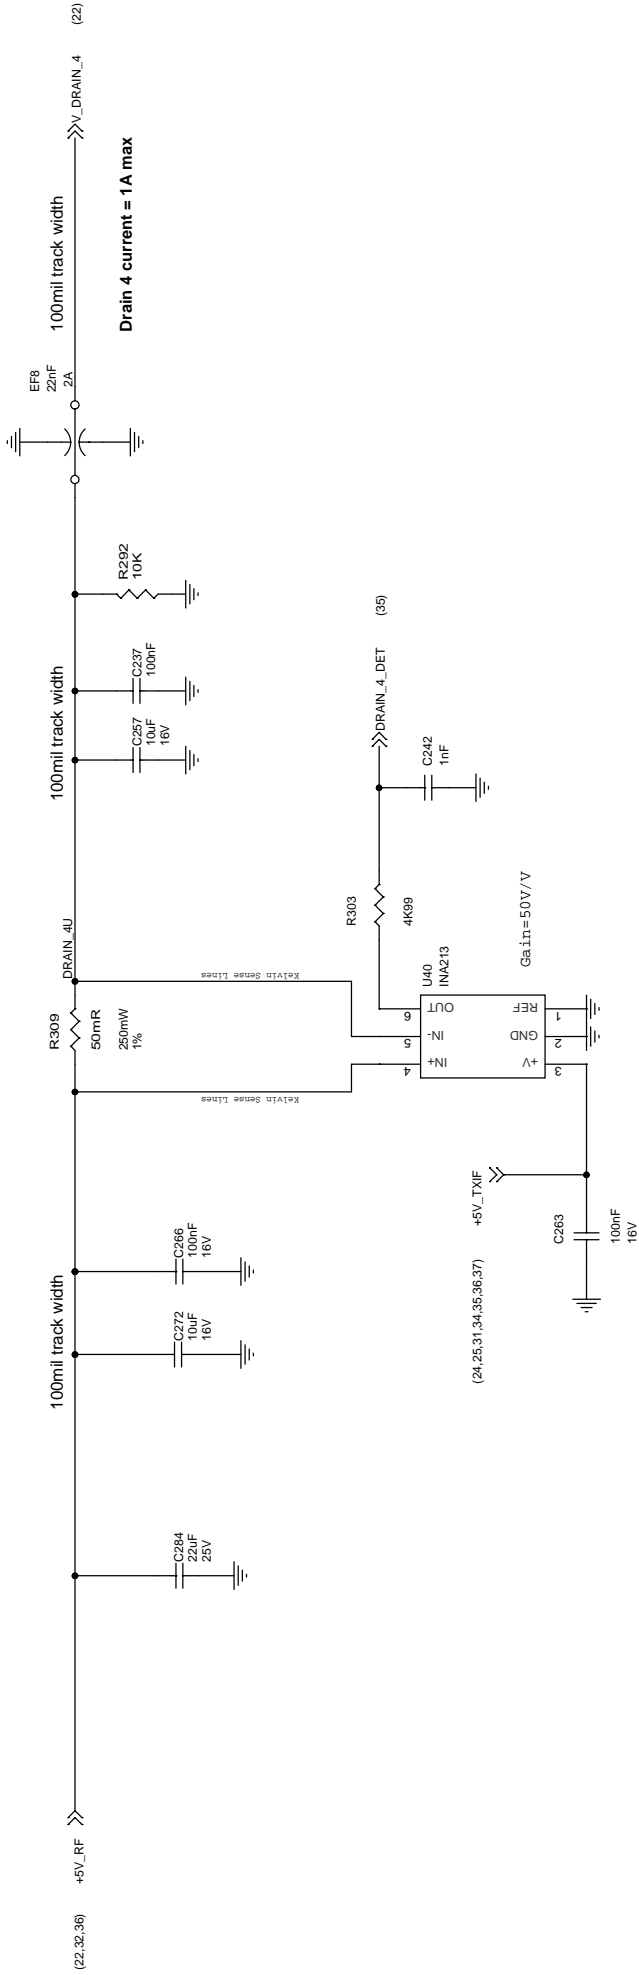 (22,32,36)
+5V_RF
C284
22uF
25V
100mil track width
C272
10uF
16V
C266
100nF
16V
R309
50mR
250mW
1%
DRAIN_4U
Kelvin Sense Lines
Kelvin Sense Lines
100mil track width
C257
10uF
16V
C237
100nF
R292
10K
EF8
22nF
2A
100mil track width
V_DRAIN_4
(22)
Drain 4 current = 1A max
(24,25,31,34,35,36,37)
+5V_TXIF
C263
100nF
16V
U40
INA213
4
IN+
5
IN-
6
OUT
3
+V
2
GND
1
REF
Gain=50V/V
R303
4K99
C242
1nF
DRAIN_4_DET
(35)